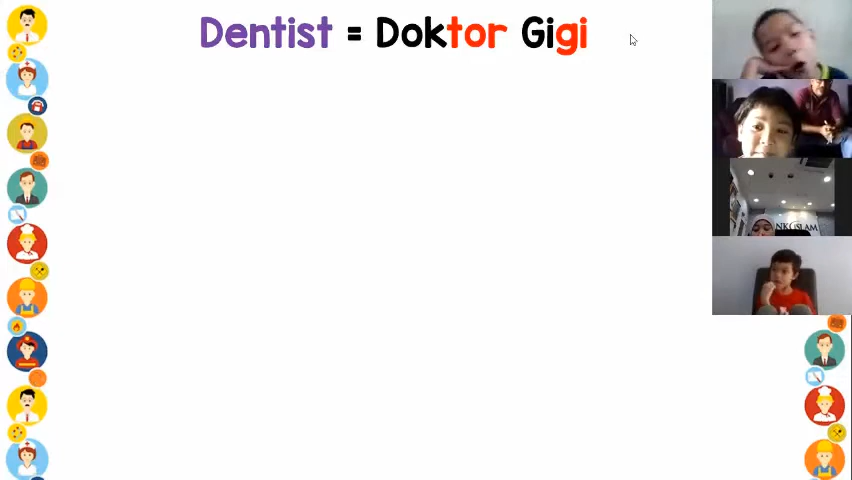 Dentist = Doktor Gigi